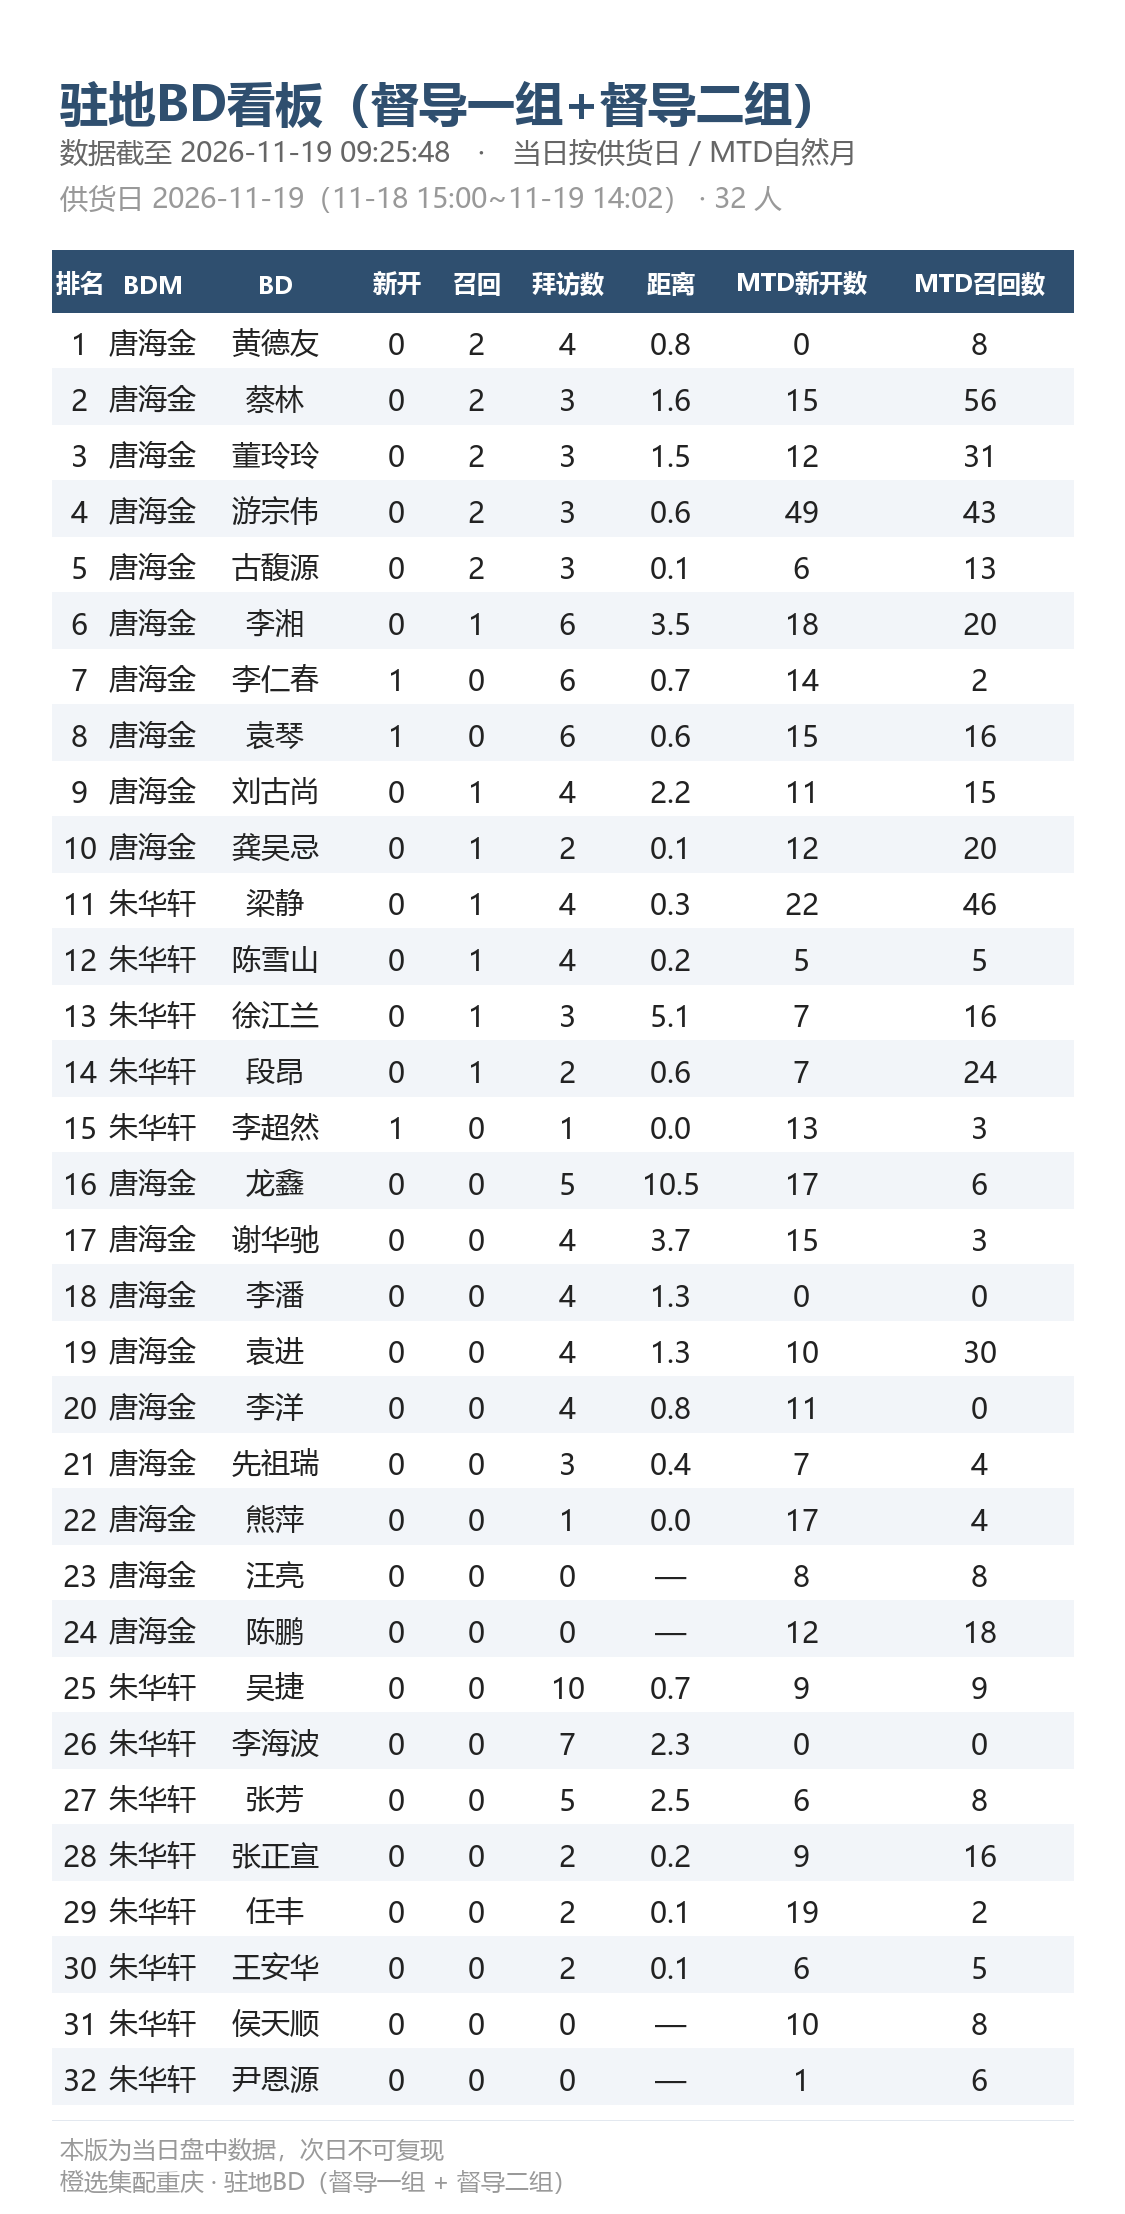 驻地BD看板（督导一组+督导二组）
数据截至 2026-11-19 09:25:48 · 当日按供货日 / MTD自然月
供货日 2026-11-19（11-18 15:00~11-19 14:02） · 32 人
排名 BDM BD 新开 召回 拜访数 距离 MTD新开数 MTD召回数
1 唐海金 黄德友 0 2 4 0.8 0 8
2 唐海金 蔡林 0 2 3 1.6 15 56
3 唐海金 董玲玲 0 2 3 1.5 12 31
4 唐海金 游宗伟 0 2 3 0.6 49 43
5 唐海金 古馥源 0 2 3 0.1 6 13
6 唐海金 李湘 0 1 6 3.5 18 20
7 唐海金 李仁春 1 0 6 0.7 14 2
8 唐海金 袁琴 1 0 6 0.6 15 16
9 唐海金 刘古尚 0 1 4 2.2 11 15
10 唐海金 龚吴忌 0 1 2 0.1 12 20
11 朱华轩 梁静 0 1 4 0.3 22 46
12 朱华轩 陈雪山 0 1 4 0.2 5 5
13 朱华轩 徐江兰 0 1 3 5.1 7 16
14 朱华轩 段昂 0 1 2 0.6 7 24
15 朱华轩 李超然 1 0 1 0.0 13 3
16 唐海金 龙鑫 0 0 5 10.5 17 6
17 唐海金 谢华驰 0 0 4 3.7 15 3
18 唐海金 李潘 0 0 4 1.3 0 0
19 唐海金 袁进 0 0 4 1.3 10 30
20 唐海金 李洋 0 0 4 0.8 11 0
21 唐海金 先祖瑞 0 0 3 0.4 7 4
22 唐海金 熊萍 0 0 1 0.0 17 4
23 唐海金 汪亮 0 0 0 — 8 8
24 唐海金 陈鹏 0 0 0 — 12 18
25 朱华轩 吴捷 0 0 10 0.7 9 9
26 朱华轩 李海波 0 0 7 2.3 0 0
27 朱华轩 张芳 0 0 5 2.5 6 8
28 朱华轩 张正宣 0 0 2 0.2 9 16
29 朱华轩 任丰 0 0 2 0.1 19 2
30 朱华轩 王安华 0 0 2 0.1 6 5
31 朱华轩 侯天顺 0 0 0 — 10 8
32 朱华轩 尹恩源 0 0 0 — 1 6
本版为当日盘中数据，次日不可复现
橙选集配重庆 · 驻地BD（督导一组 + 督导二组）